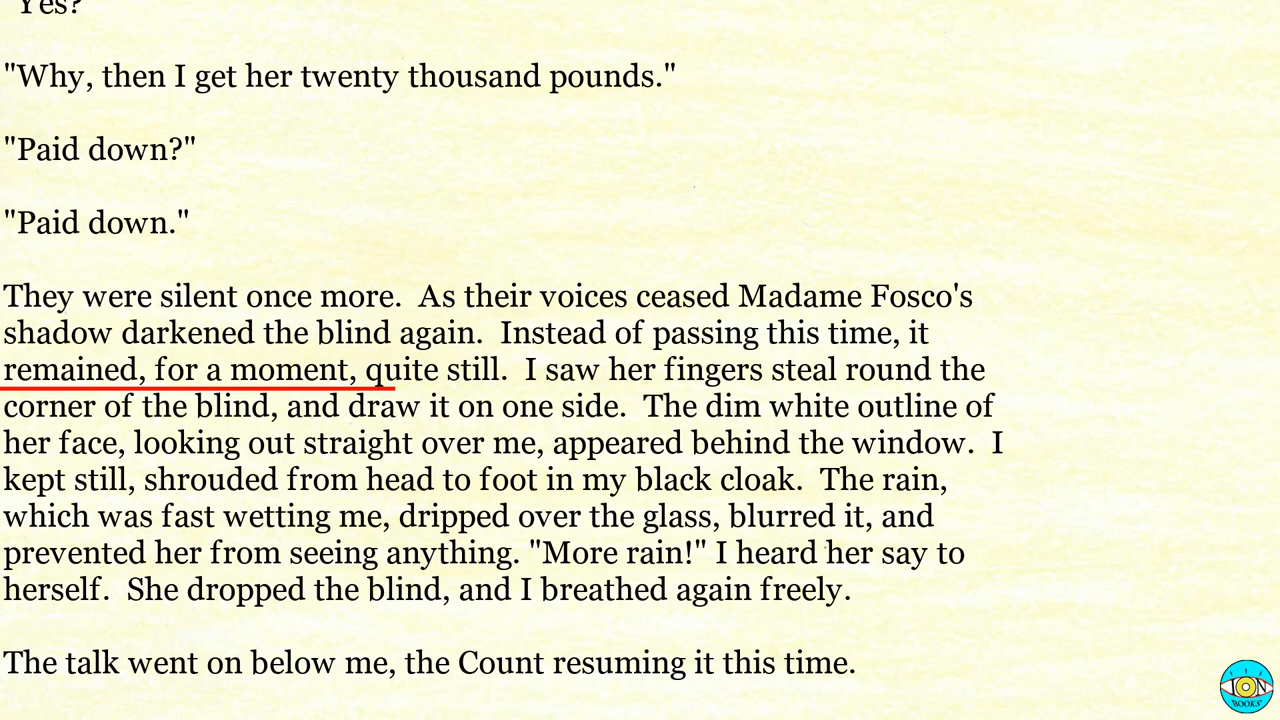 "Yes?"
"Why, then I get her twenty thousand pounds."
"Paid down?"
"Paid down."
They were silent once more.  As their voices ceased Madame Fosco's
shadow darkened the blind again.  Instead of passing this time, it
remained, for a moment, quite still.  I saw her fingers steal round the
corner of the blind, and draw it on one side.  The dim white outline of
her face, looking out straight over me, appeared behind the window.  I
kept still, shrouded from head to foot in my black cloak.  The rain,
which was fast wetting me, dripped over the glass, blurred it, and
prevented her from seeing anything. "More rain!" I heard her say to
herself.  She dropped the blind, and I breathed again freely.
The talk went on below me, the Count resuming it this time.
ION
BOOKS